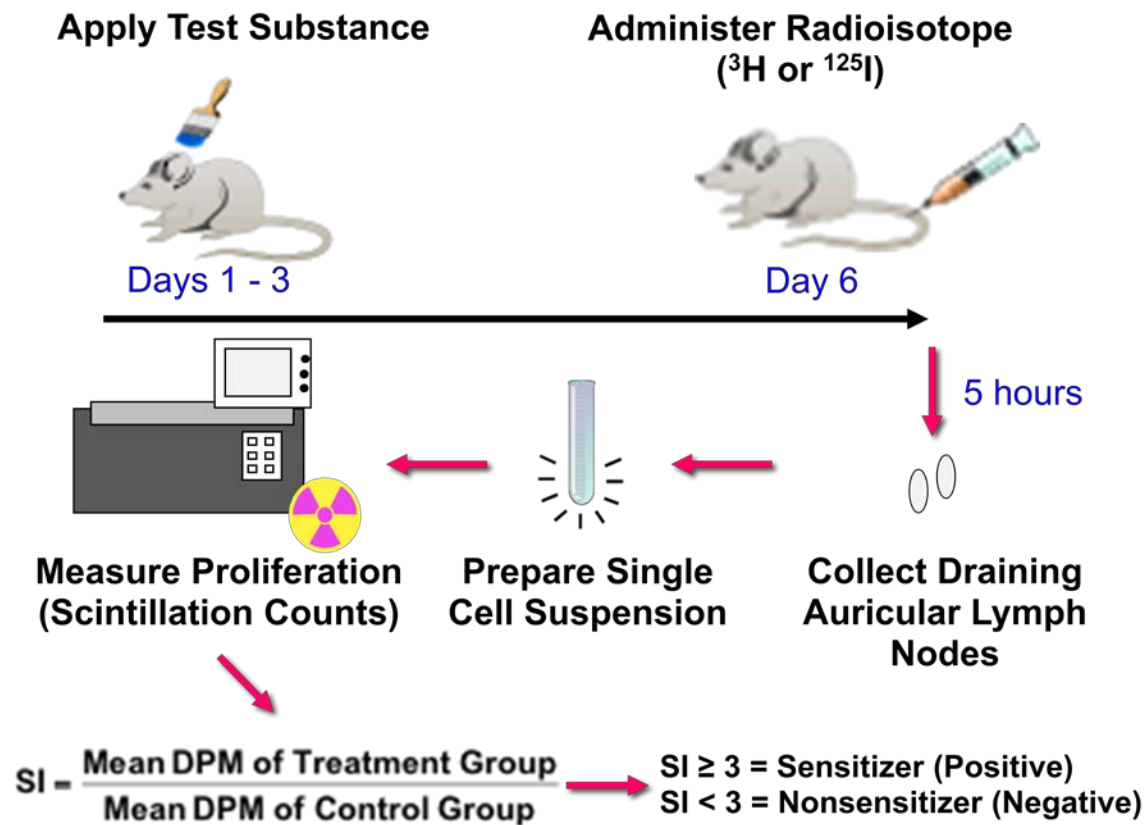 Apply Test Substance
Administer Radioisotope
(³H or ¹²⁵I)
Days 1 - 3
Day 6
5 hours
Measure Proliferation
(Scintillation Counts)
Prepare Single
Cell Suspension
Collect Draining
Auricular Lymph
Nodes
SI = Mean DPM of Treatment Group
Mean DPM of Control Group
SI ≥ 3 = Sensitizer (Positive)
SI < 3 = Nonsensitizer (Negative)